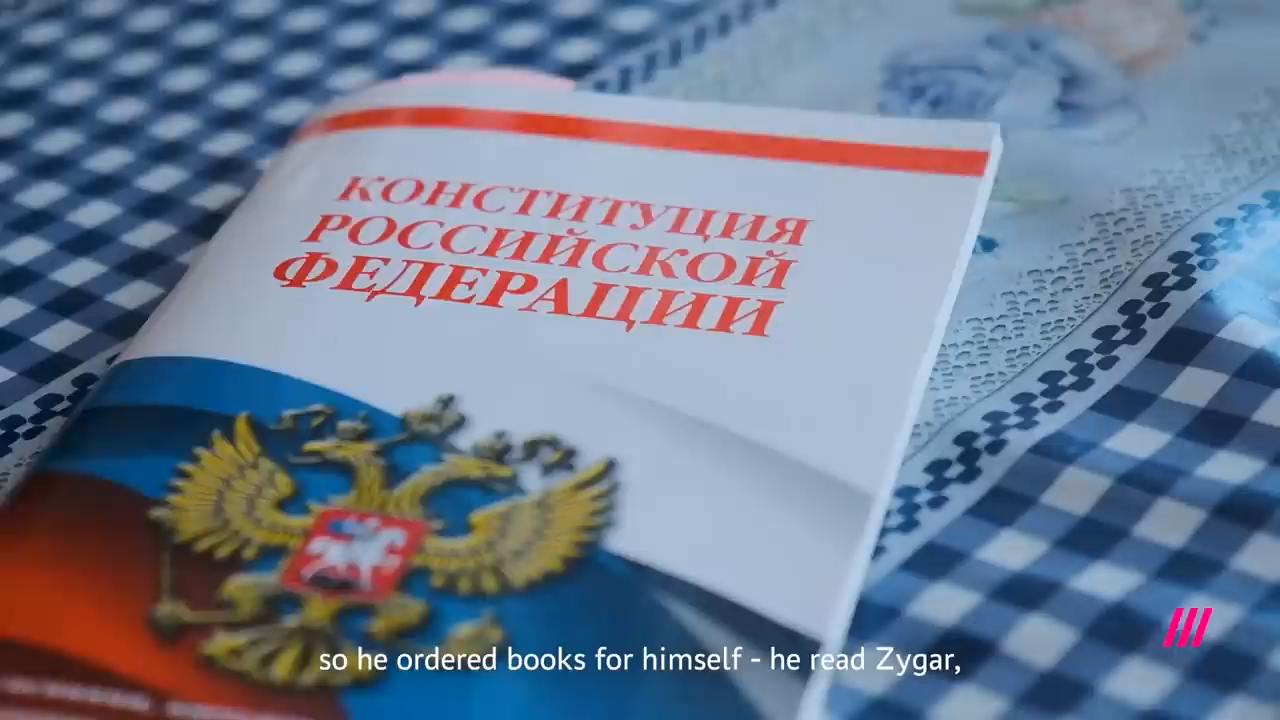 КОНСТИТУЦИЯ
РОССИЙСКОЙ
ФЕДЕРАЦИИ
so he ordered books for himself - he read Zygar,